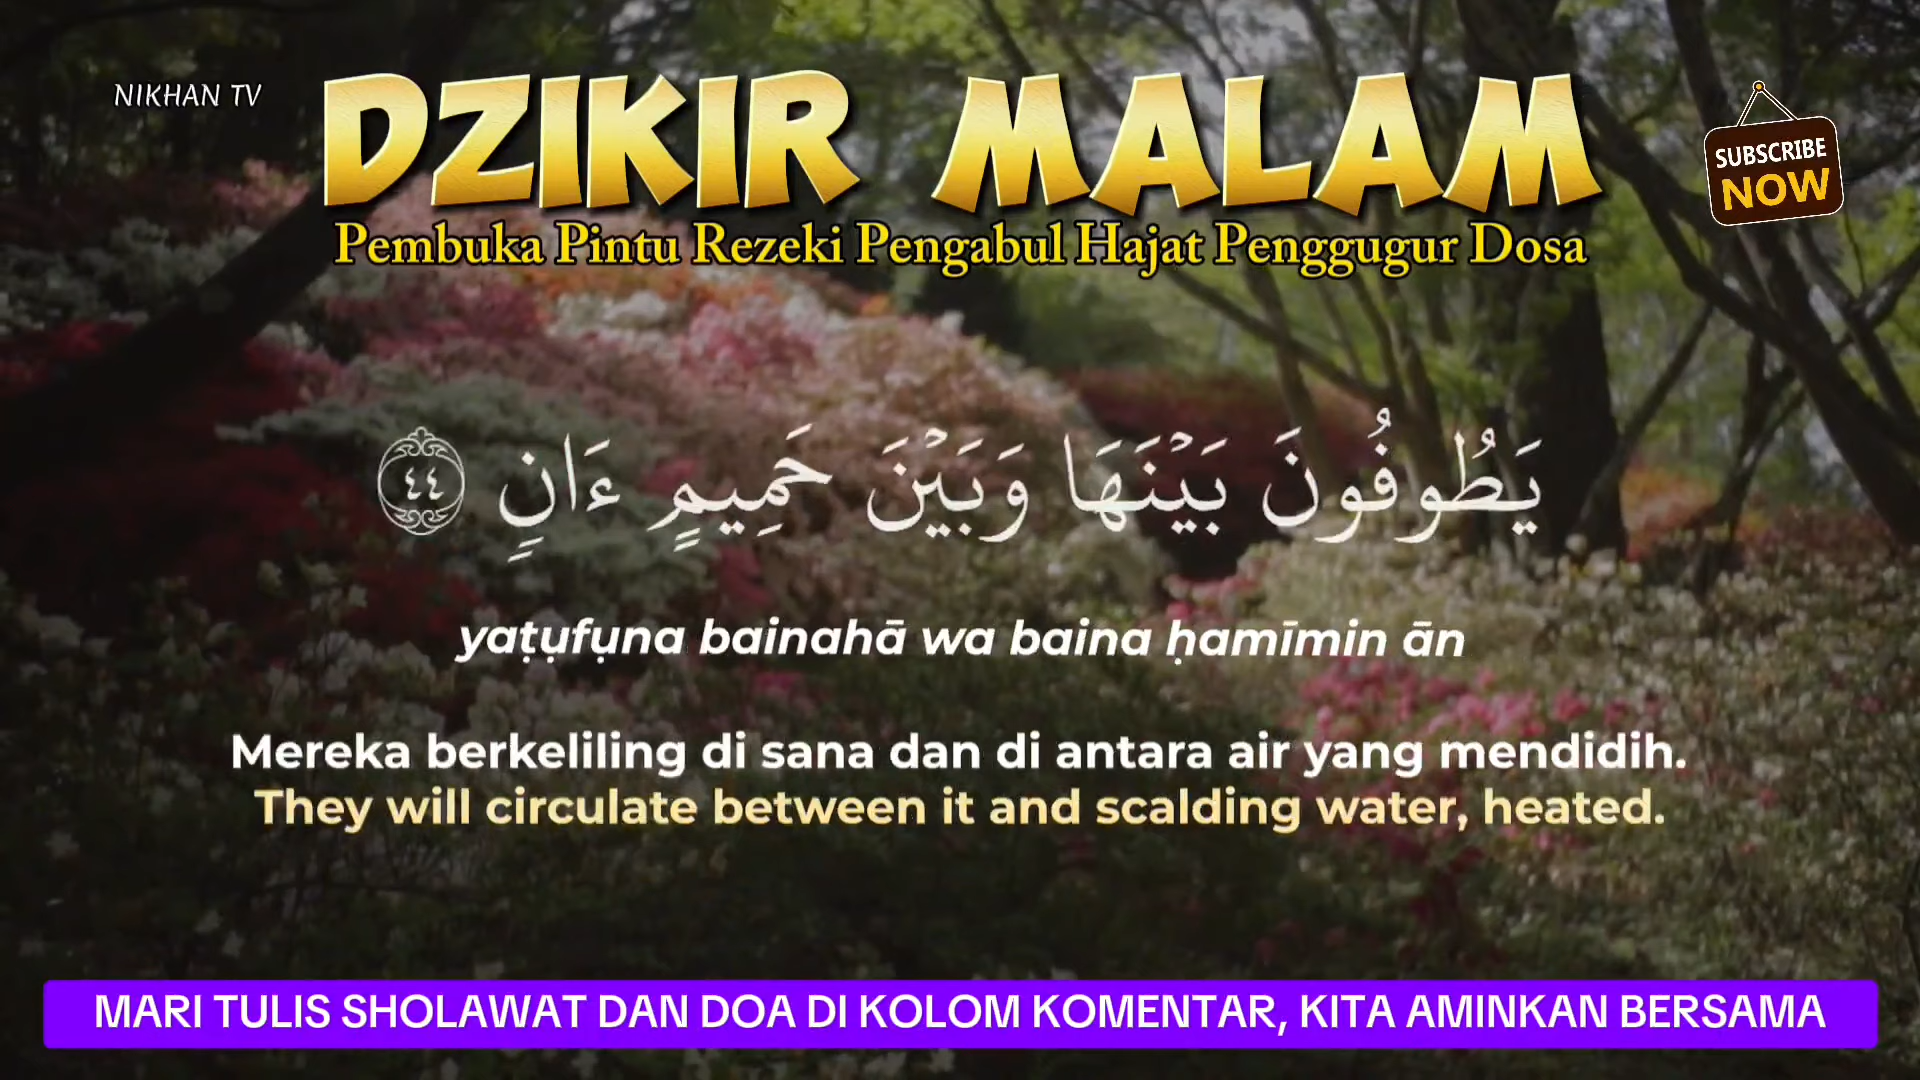 NIKHAN TV
DZIKIR MALAM
SUBSCRIBE
NOW
Pembuka Pintu Rezeki Pengabul Hajat Penggugur Dosa
يَطُوفُونَ بَيْنَهَا وَبَيْنَ حَمِيمٍ ءَانٍ ٤٤
yaṭụfụna bainahā wa baina ḥamīmin ān
Mereka berkeliling di sana dan di antara air yang mendidih.
They will circulate between it and scalding water, heated.
MARI TULIS SHOLAWAT DAN DOA DI KOLOM KOMENTAR, KITA AMINKAN BERSAMA